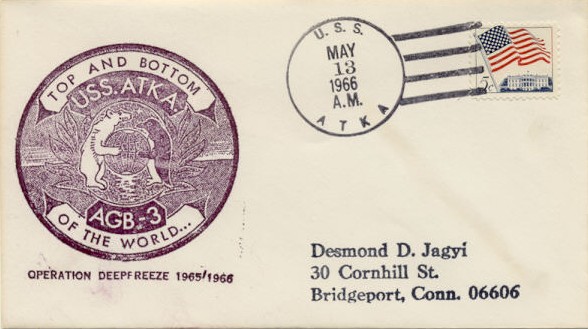 TOP AND BOTTOM
USS. ATKA
AGB-3
OF THE WORLD...
OPERATION DEEPFREEZE 1965/1966
U. S. S.
MAY
13
1966
A.M.
ATKA
5c
Desmond D. Jagyi
30 Cornhill St.
Bridgeport, Conn. 06606